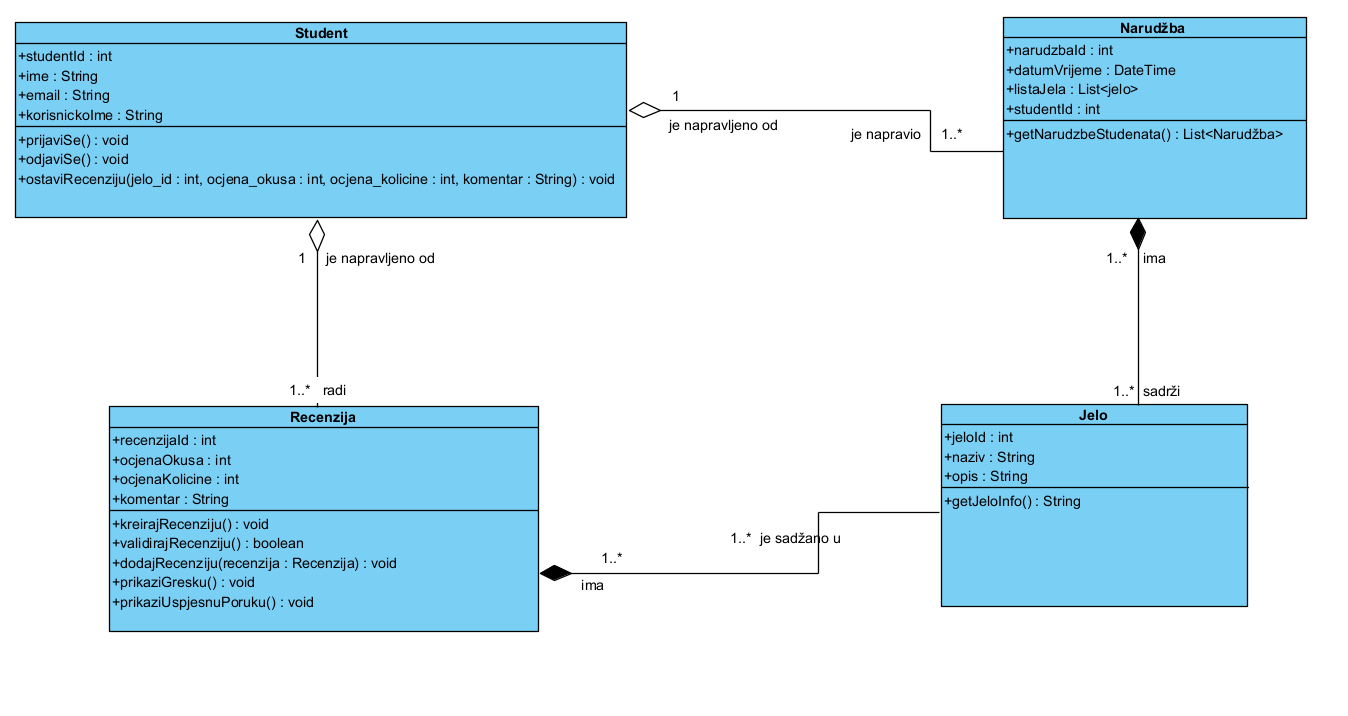 Student
+studentId : int
+ime : String
+email : String
+korisnickoIme : String
+prijaviSe() : void
+odjaviSe() : void
+ostaviRecenziju(jelo_id : int, ocjena_okusa : int, ocjena_kolicine : int, komentar : String) : void
1
je napravljeno od
je napravio
1..*
Narudžba
+narudzbaId : int
+datumVrijeme : DateTime
+listaJela : List<jelo>
+studentId : int
+getNarudzbeStudenata() : List<Narudžba>
1 je napravljeno od
1..* radi
1..* ima
1..* sadrži
Recenzija
+recenzijaId : int
+ocjenaOkusa : int
+ocjenaKolicine : int
+komentar : String
+kreirajRecenziju() : void
+validirajRecenziju() : boolean
+dodajRecenziju(recenzija : Recenzija) : void
+prikaziGresku() : void
+prikaziUspjesnuPoruku() : void
1..*
ima
1..* je sadžano u
Jelo
+jeloId : int
+naziv : String
+opis : String
+getJeloInfo() : String